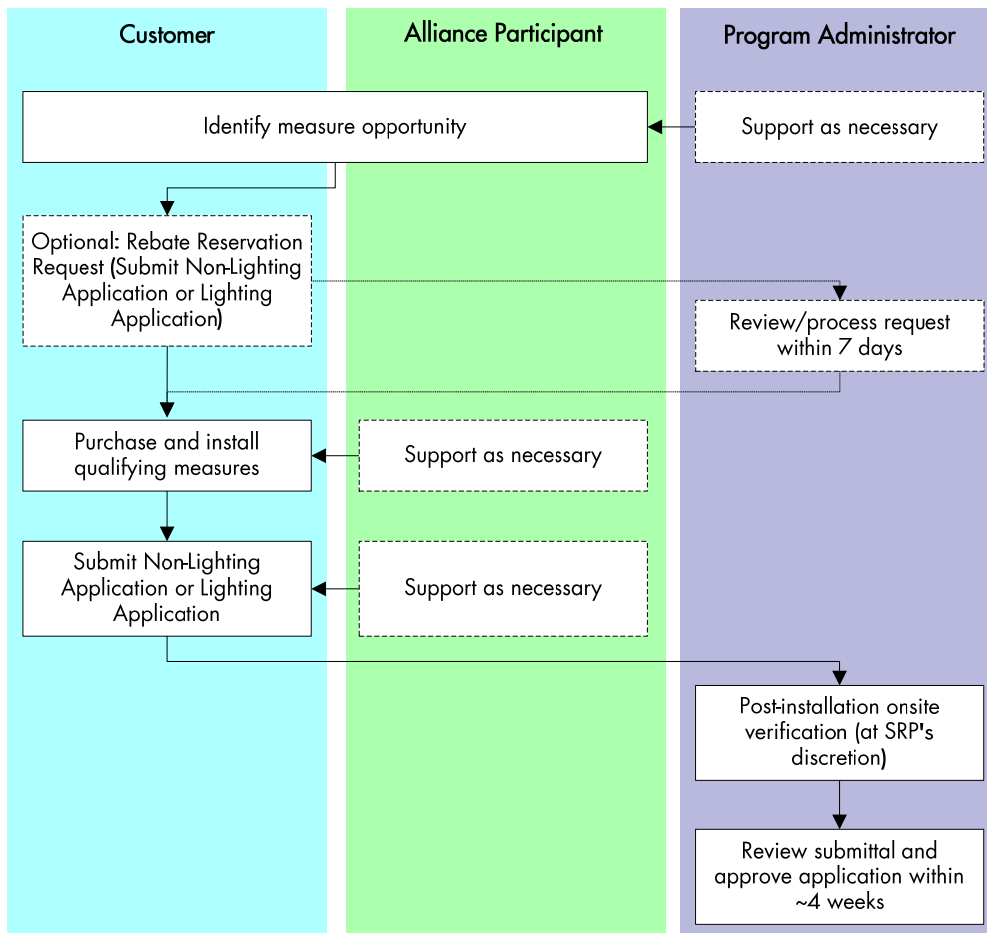 Customer
Alliance Participant
Program Administrator
Identify measure opportunity
Support as necessary
Optional: Rebate Reservation
Request (Submit Non-Lighting
Application or Lighting
Application)
Review/process request
within 7 days
Purchase and install
qualifying measures
Support as necessary
Submit Non-Lighting
Application or Lighting
Application
Support as necessary
Post-installation onsite
verification (at SRP's
discretion)
Review submittal and
approve application within
~4 weeks